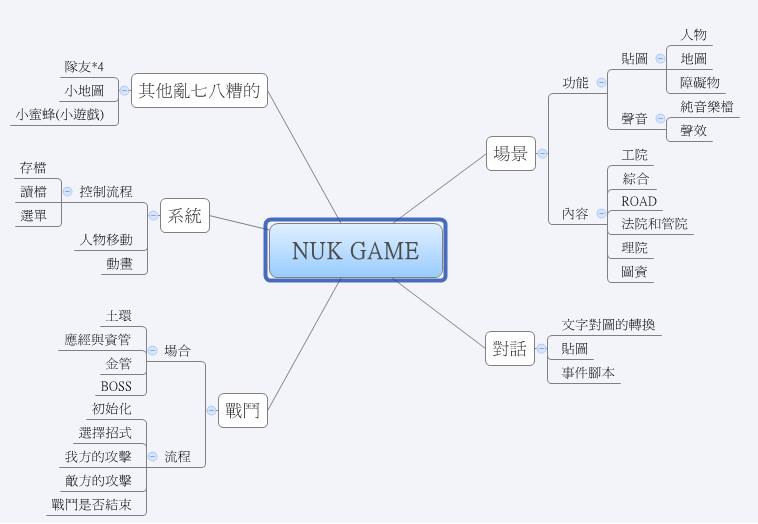 NUK GAME
其他亂七八糟的
隊友*4
小地圖
小蜜蜂(小遊戲)
系統
控制流程
存檔
讀檔
選單
人物移動
動畫
戰鬥
場合
土環
應經與資管
金管
BOSS
流程
初始化
選擇招式
我方的攻擊
敵方的攻擊
戰鬥是否結束
場景
功能
貼圖
人物
地圖
障礙物
聲音
純音樂檔
聲效
內容
工院
綜合
ROAD
法院和管院
理院
圖資
對話
文字對圖的轉換
貼圖
事件腳本